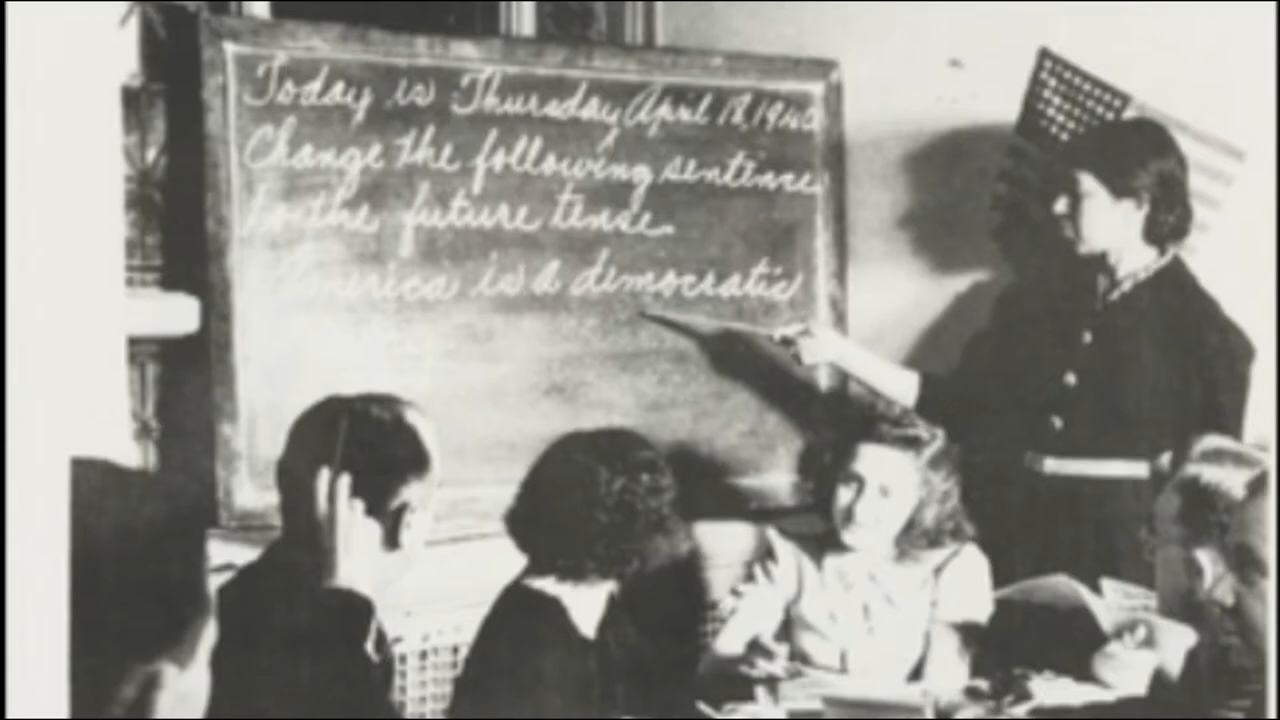 Today is Thursday April 18, 1940
Change the following sentence
to the future tense.
America is a democratic